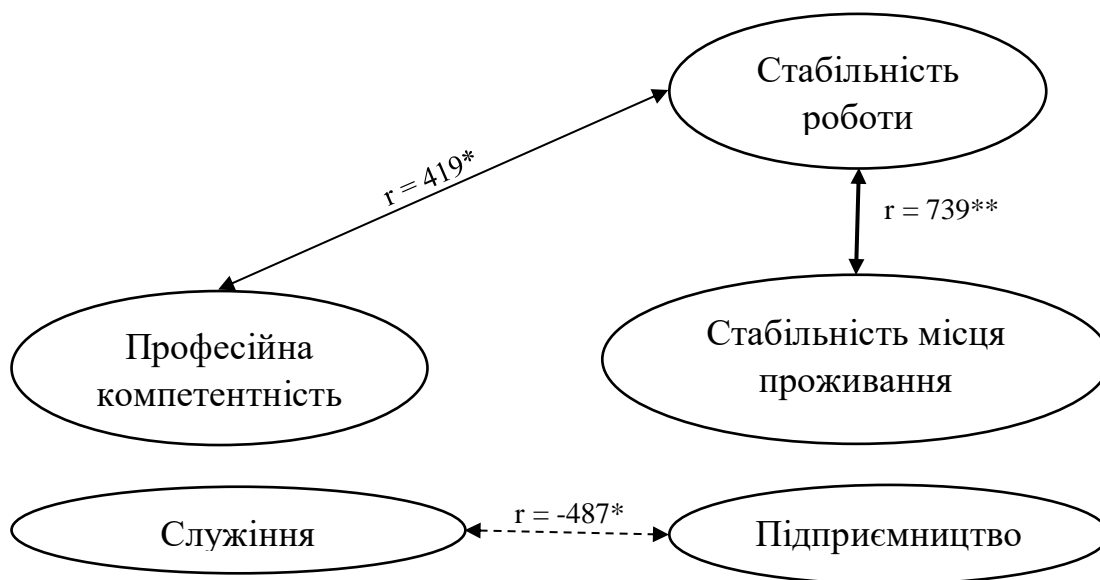 Стабільність
роботи
r = 419*
r = 739**
Професійна
компетентність
Стабільність місця
проживання
Служіння
r = -487*
Підприємництво